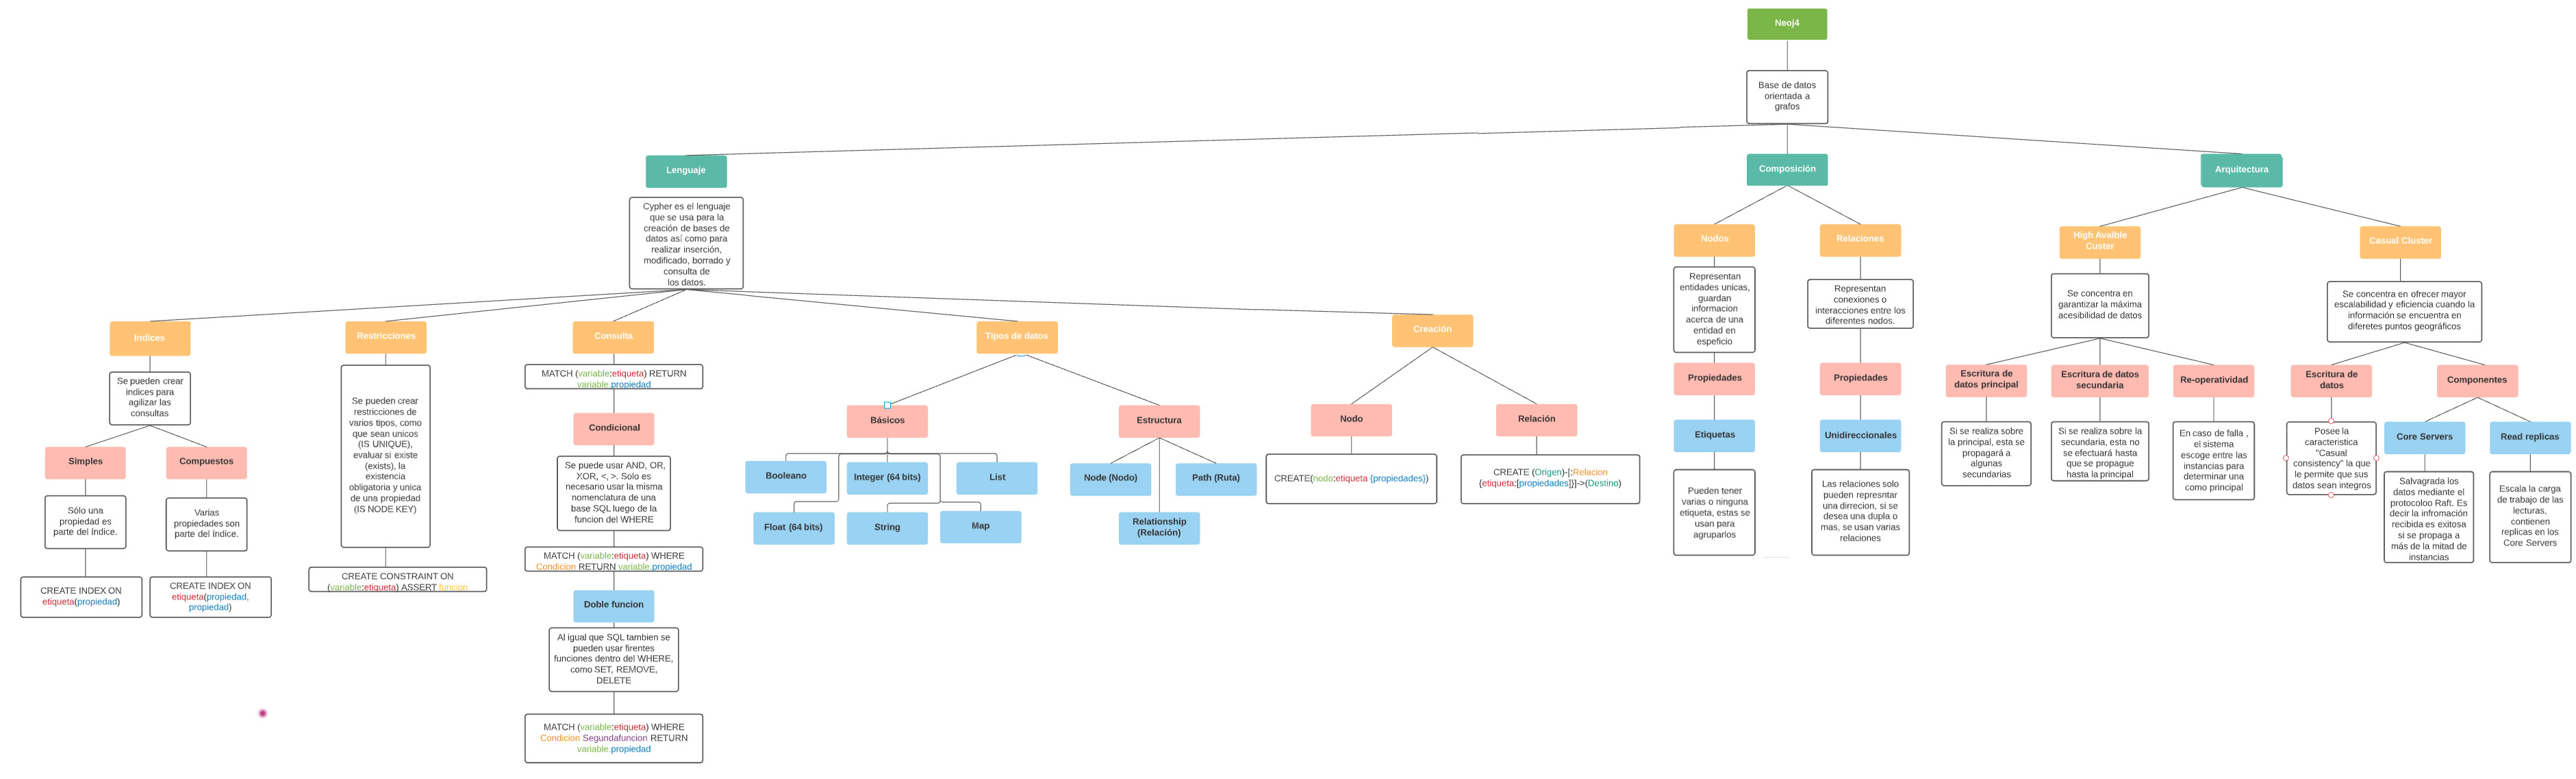 Neoj4
Base de datos
orientada a
grafos
Lenguaje
Cypher es el lenguaje
que se usa para la
creación de bases de
datos así como para
realizar inserción,
modificado, borrado y
consulta de
los datos.
Indices
Se pueden crear
indices para
agilizar las
consultas
Simples
Sólo una
propiedad es
parte del índice.
CREATE INDEX ON
etiqueta(propiedad)
Compuestos
Varias
propiedades son
parte del índice.
CREATE INDEX ON
etiqueta(propiedad,
propiedad)
Restricciones
Se pueden crear
restricciones de
varios tipos, como
que sean unicos
(IS UNIQUE),
evaluar si existe
(exists), la
existencia
obligatoria y unica
de una propiedad
(IS NODE KEY)
CREATE CONSTRAINT ON
(variable:etiqueta) ASSERT funcion
Consulta
MATCH (variable:etiqueta) RETURN
variable.propiedad
Condicional
Se puede usar AND, OR,
XOR, <, >. Solo es
necesario usar la misma
nomenclatura de una
base SQL luego de la
funcion del WHERE
MATCH (variable:etiqueta) WHERE
Condicion RETURN variable.propiedad
Doble funcion
Al igual que SQL tambien se
pueden usar firentes
funciones dentro del WHERE,
como SET, REMOVE,
DELETE
MATCH (variable:etiqueta) WHERE
Condicion Segundafuncion RETURN
variable.propiedad
Tipos de datos
Básicos
Booleano
Integer (64 bits)
List
Float (64 bits)
String
Map
Estructura
Node (Nodo)
Path (Ruta)
Relationship
(Relación)
Creación
Nodo
CREATE(nodo:etiqueta {propiedades})
Relación
CREATE (Origen)-[:Relacion
{etiqueta:[propiedades]}]->(Destino)
Composición
Nodos
Representan
entidades unicas,
guardan
informacion
acerca de una
entidad en
espeficio
Propiedades
Etiquetas
Pueden tener
varias o ninguna
etiqueta, estas se
usan para
agruparlos
Relaciones
Representan
conexiones o
interacciones entre los
diferentes nodos.
Propiedades
Unidireccionales
Las relaciones solo
pueden represntar
una dirrecion, si se
desea una dupla o
mas, se usan varias
relaciones
Arquitectura
High Avaible
Custer
Se concentra en
garantizar la máxima
acesibilidad de datos
Escritura de
datos principal
Si se realiza sobre
la principal, esta se
propagará a
algunas
secundarias
Escritura de datos
secundaria
Si se realiza sobre la
secundaria, esta no
se efectuará hasta
que se propague
hasta la principal
Re-operatividad
En caso de falla ,
el sistema
escoge entre las
instancias para
determinar una
como principal
Casual Cluster
Se concentra en ofrecer mayor
escalabilidad y eficiencia cuando la
información se encuentra en
diferetes puntos geográficos
Escritura de
datos
Posee la
caracteristica
"Casual
consistency" la que
le permite que sus
datos sean integros
Componentes
Core Servers
Salvagrada los
datos mediante el
protocoloo Raft. Es
decir la infromación
recibida es exitosa
si se propaga a
más de la mitad de
instancias
Read replicas
Escala la carga
de trabajo de las
lecturas,
contienen
replicas en los
Core Servers